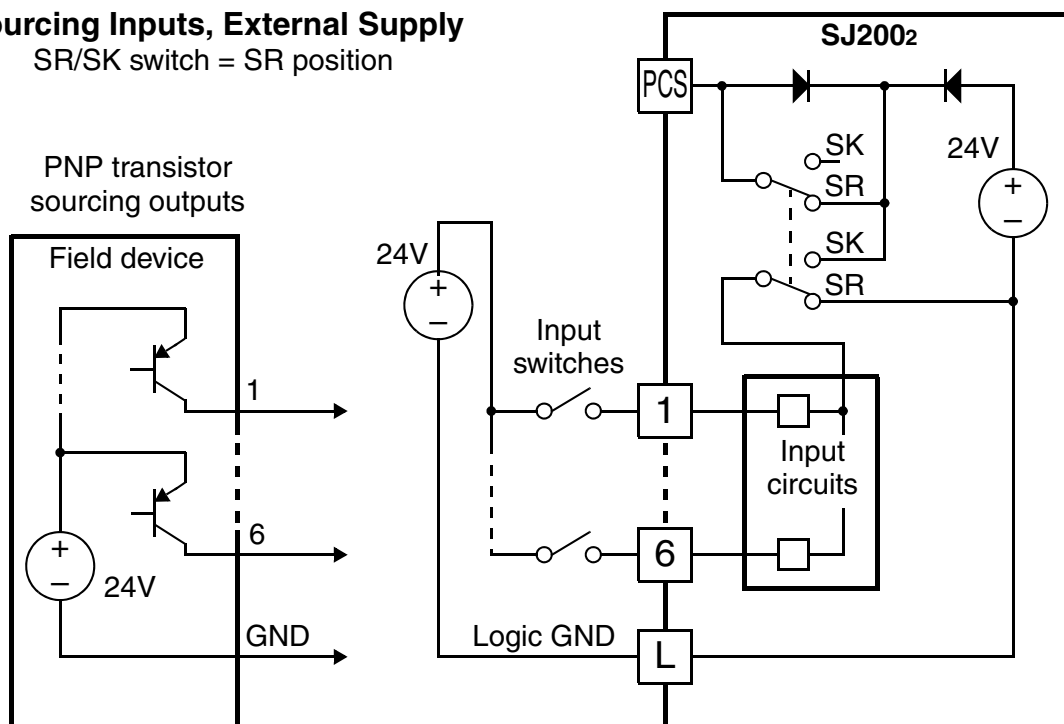 ourcing Inputs, External Supply
SR/SK switch = SR position
SJ2002
PCS
SK
SR
24V
+
–
SK
SR
PNP transistor
sourcing outputs
Field device
1
6
+
–
24V
GND
24V
+
–
Input
switches
1
6
Input
circuits
Logic GND
L